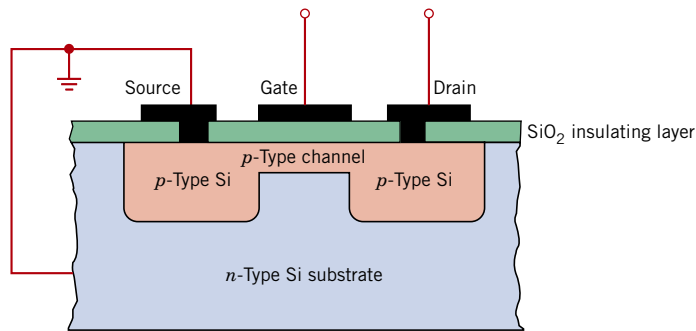 Source
Gate
Drain
SiO₂ insulating layer
p-Type channel
p-Type Si
p-Type Si
n-Type Si substrate